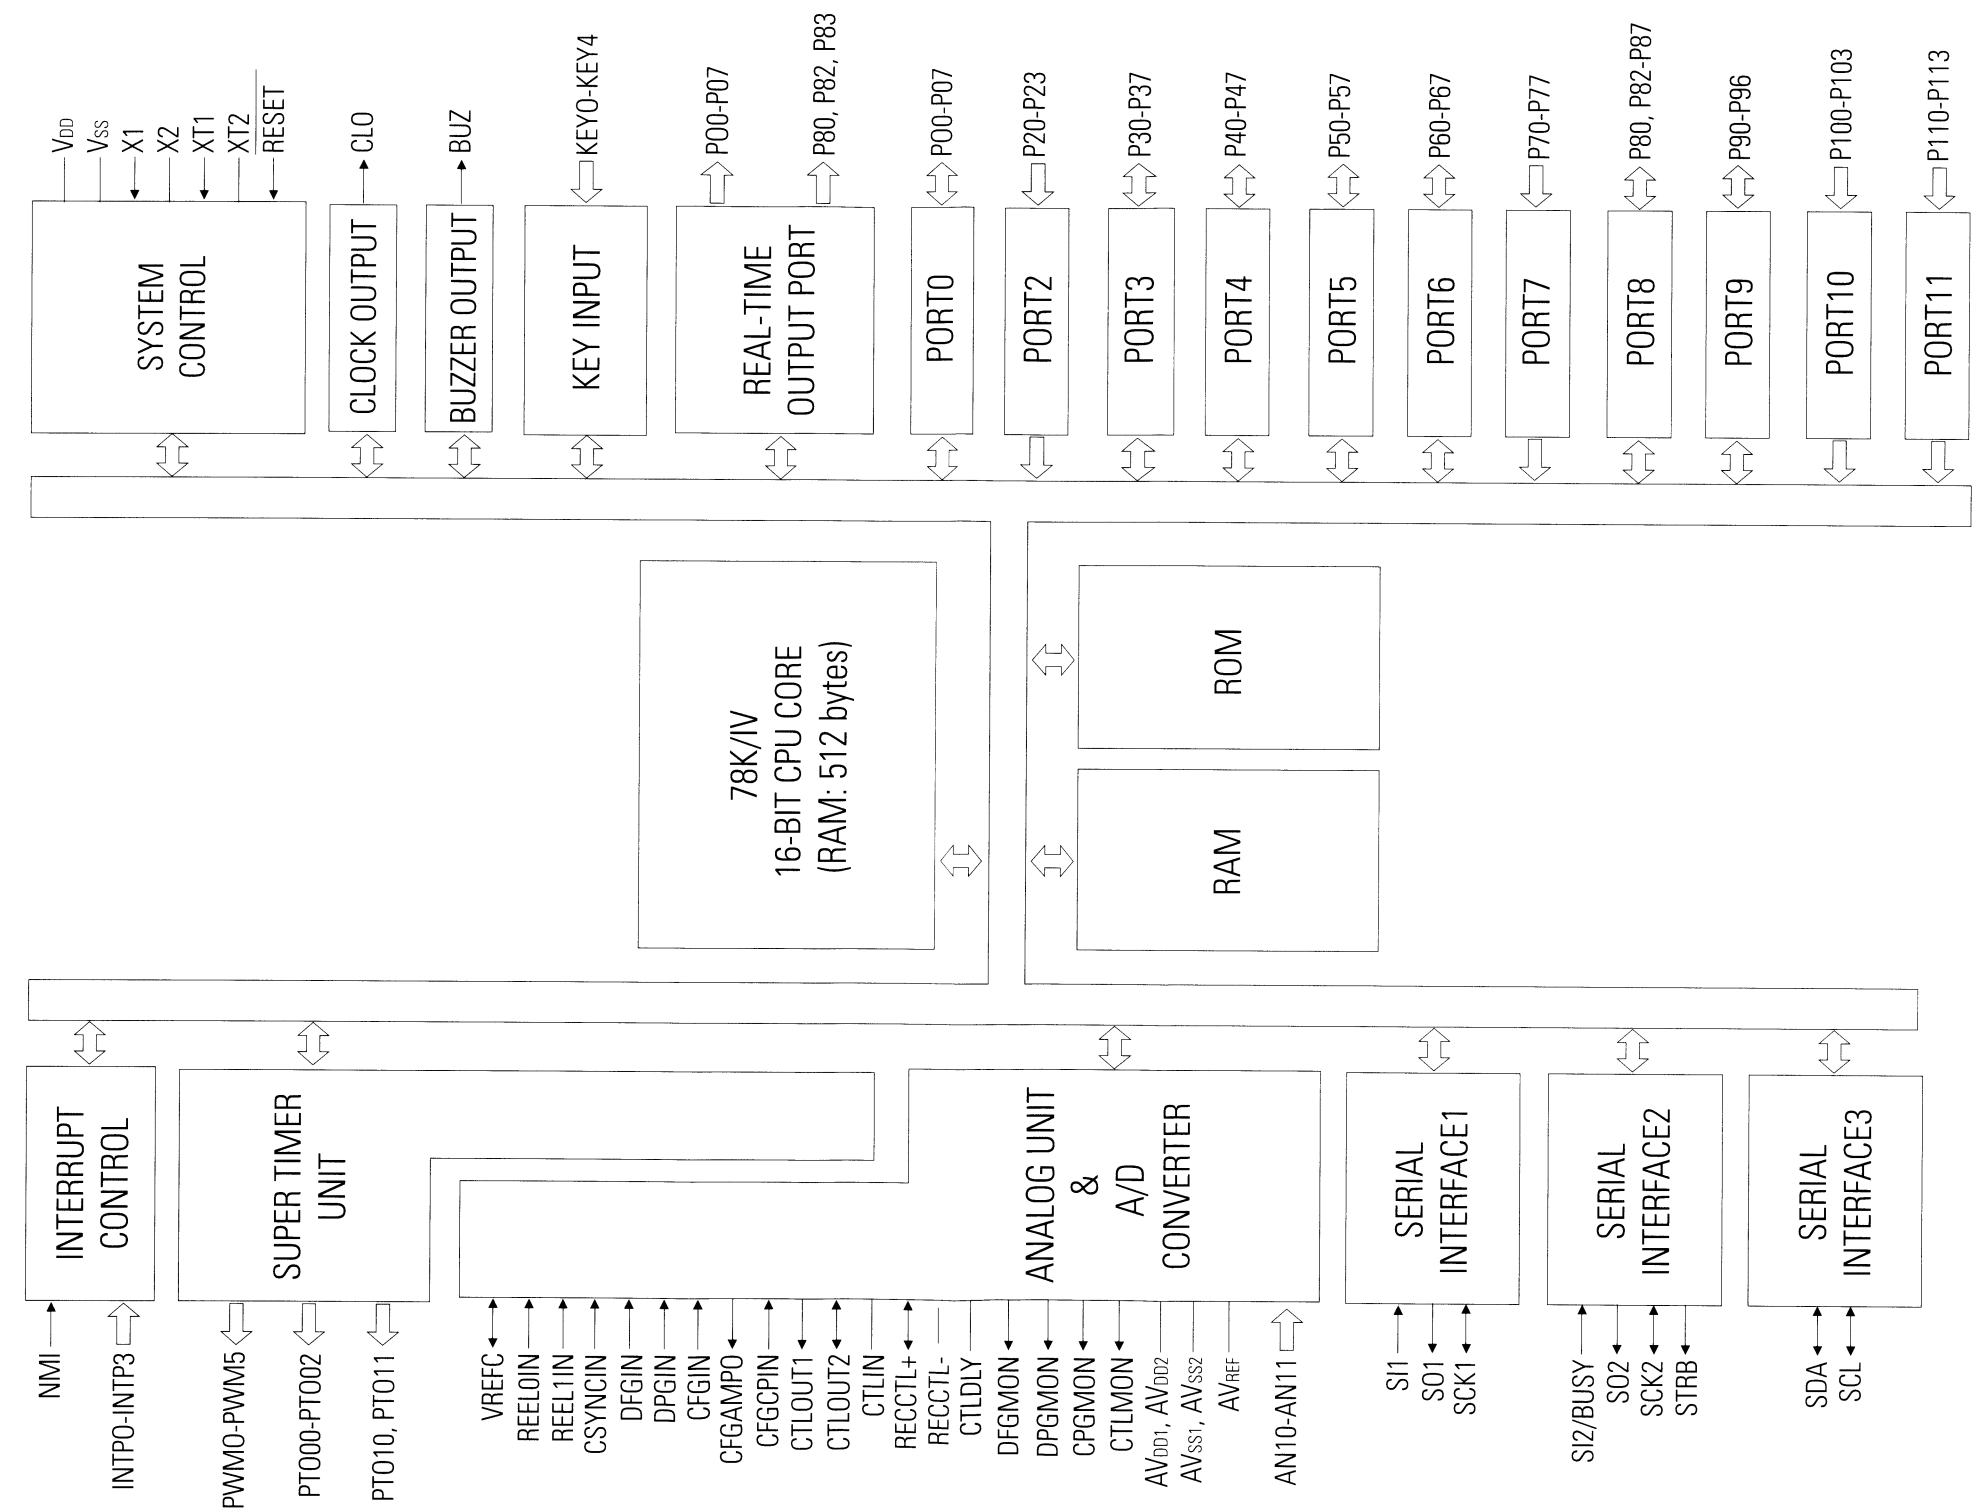 NMI
INTP0-INTP3
INTERRUPT
CONTROL
PWM0-PWM5
PTO00-PTO02
PTO10, PTO11
SUPER TIMER
UNIT
VREFC
REEL0IN
REEL1IN
CSYNCIN
DFGIN
DPGIN
CFGIN
CFGAMPO
CFGCPIN
CTLOUT1
CTLOUT2
CTLIN
RECCTL+
RECCTL-
CTLDLY
DFGMON
DPGMON
CPGMON
CTLMON
AVDD1, AVDD2
AVSS1, AVSS2
AVREF
AN10-AN11
ANALOG UNIT
&
A/D
CONVERTER
SI1
SO1
SCK1
SERIAL
INTERFACE1
SI2/BUSY
SO2
SCK2
STRB
SERIAL
INTERFACE2
SDA
SCL
SERIAL
INTERFACE3
78K/IV
16-BIT CPU CORE
(RAM: 512 bytes)
RAM
ROM
SYSTEM
CONTROL
VDD
VSS
X1
X2
XT1
XT2
RESET
CLOCK OUTPUT
CLO
BUZZER OUTPUT
BUZ
KEY INPUT
KEY0-KEY4
REAL-TIME
OUTPUT PORT
P00-P07
P80, P82, P83
PORT0
P00-P07
PORT2
P20-P23
PORT3
P30-P37
PORT4
P40-P47
PORT5
P50-P57
PORT6
P60-P67
PORT7
P70-P77
PORT8
P80, P82-P87
PORT9
P90-P96
PORT10
P100-P103
PORT11
P110-P113